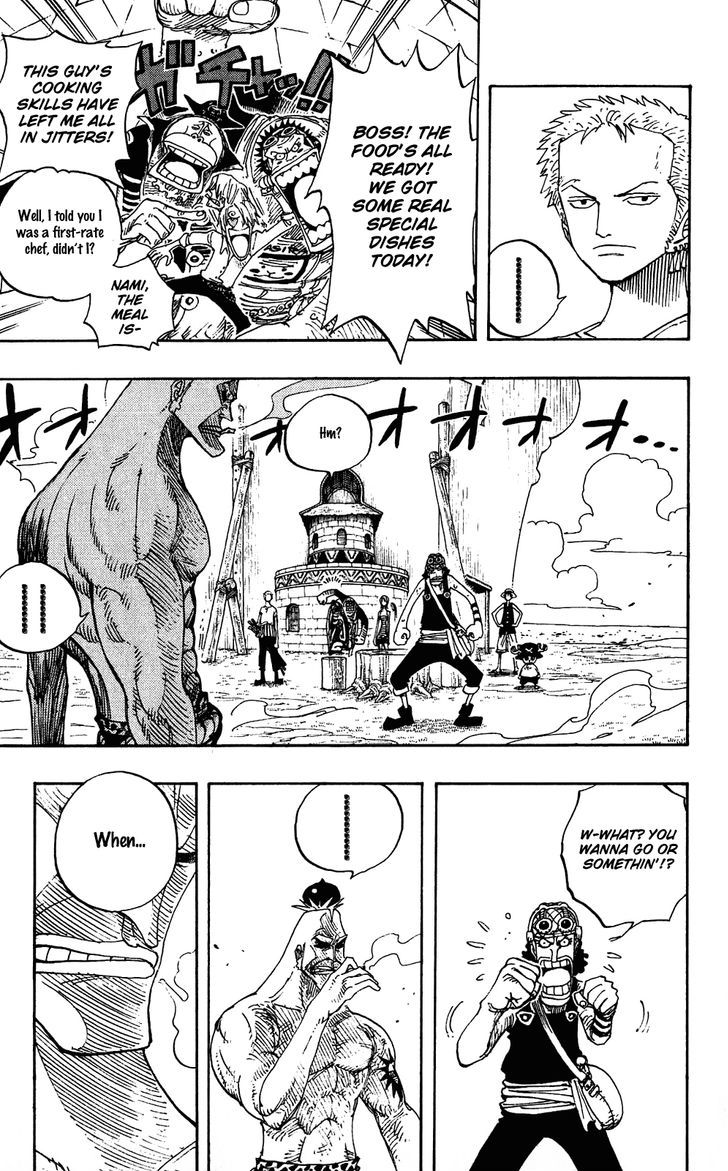 BOSS! THE
FOOD'S ALL
READY!
WE GOT
SOME REAL
SPECIAL
DISHES
TODAY!
THIS GUY'S
COOKING
SKILLS HAVE
LEFT ME ALL
IN JITTERS!
Well, I told you I
was a first-rate
chef, didn't I?
NAMI,
THE
MEAL
IS-
ガチャッ!!
Hm?
オオオオオオオ...
W-WHAT? YOU
WANNA GO OR
SOMETHIN'!?
When...